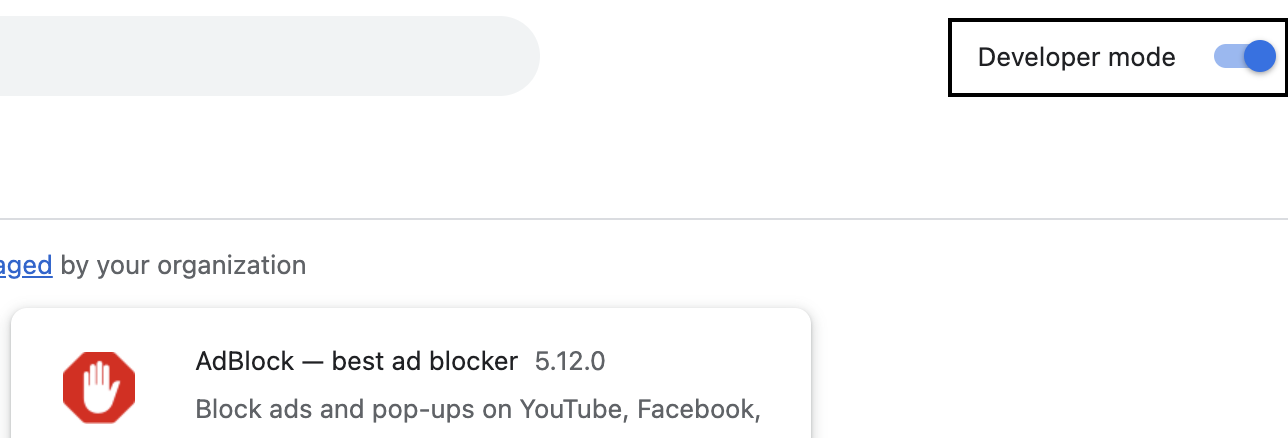 Developer mode
aged by your organization
AdBlock — best ad blocker 5.12.0
Block ads and pop-ups on YouTube, Facebook,